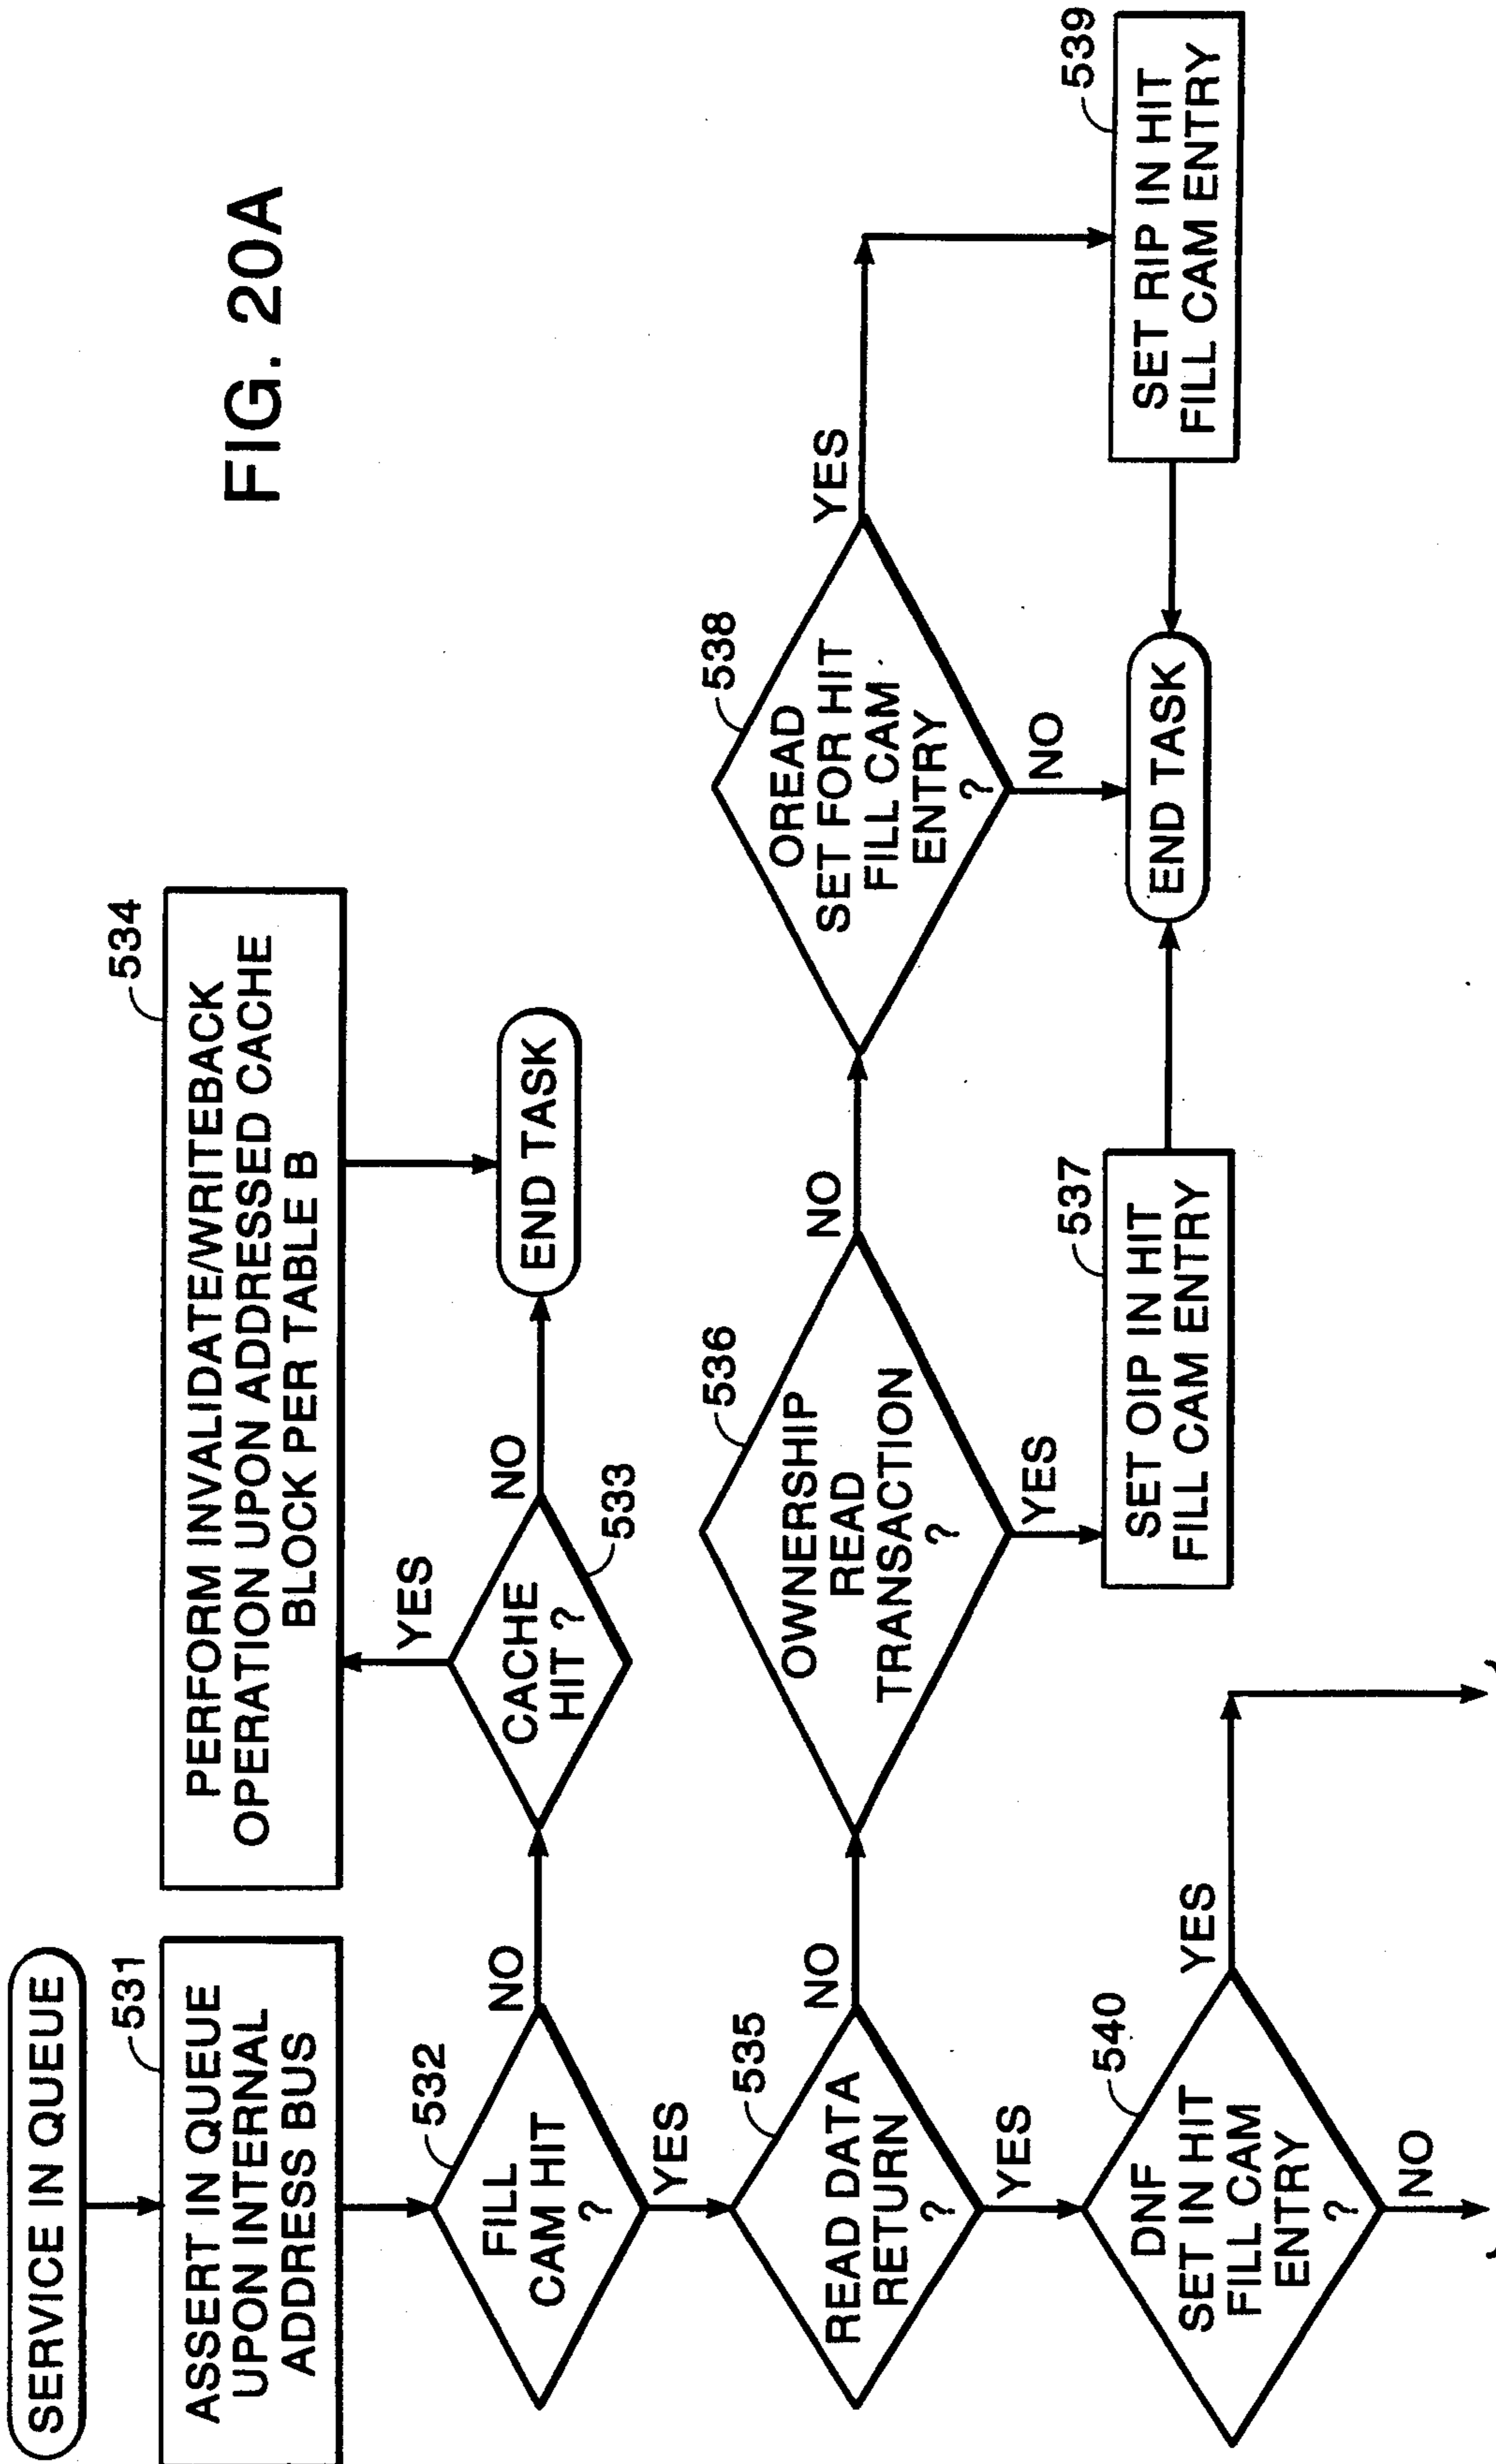 FIG. 20A
SERVICE IN QUEUE
531
ASSERT IN QUEUE
UPON INTERNAL
ADDRESS BUS
532
FILL
CAM HIT
?
NO
YES
533
CACHE
HIT ?
YES
NO
534
PERFORM INVALIDATE/WRITEBACK
OPERATION UPON ADDRESSED CACHE
BLOCK PER TABLE B
END TASK
535
READ DATA
RETURN
?
NO
YES
536
OWNERSHIP
READ
TRANSACTION
?
NO
YES
537
SET OIP IN HIT
FILL CAM ENTRY
538
OREAD
SET FOR HIT
FILL CAM
ENTRY
?
YES
NO
539
SET RIP IN HIT
FILL CAM ENTRY
END TASK
540
DNF
SET IN HIT
FILL CAM
ENTRY
?
YES
NO